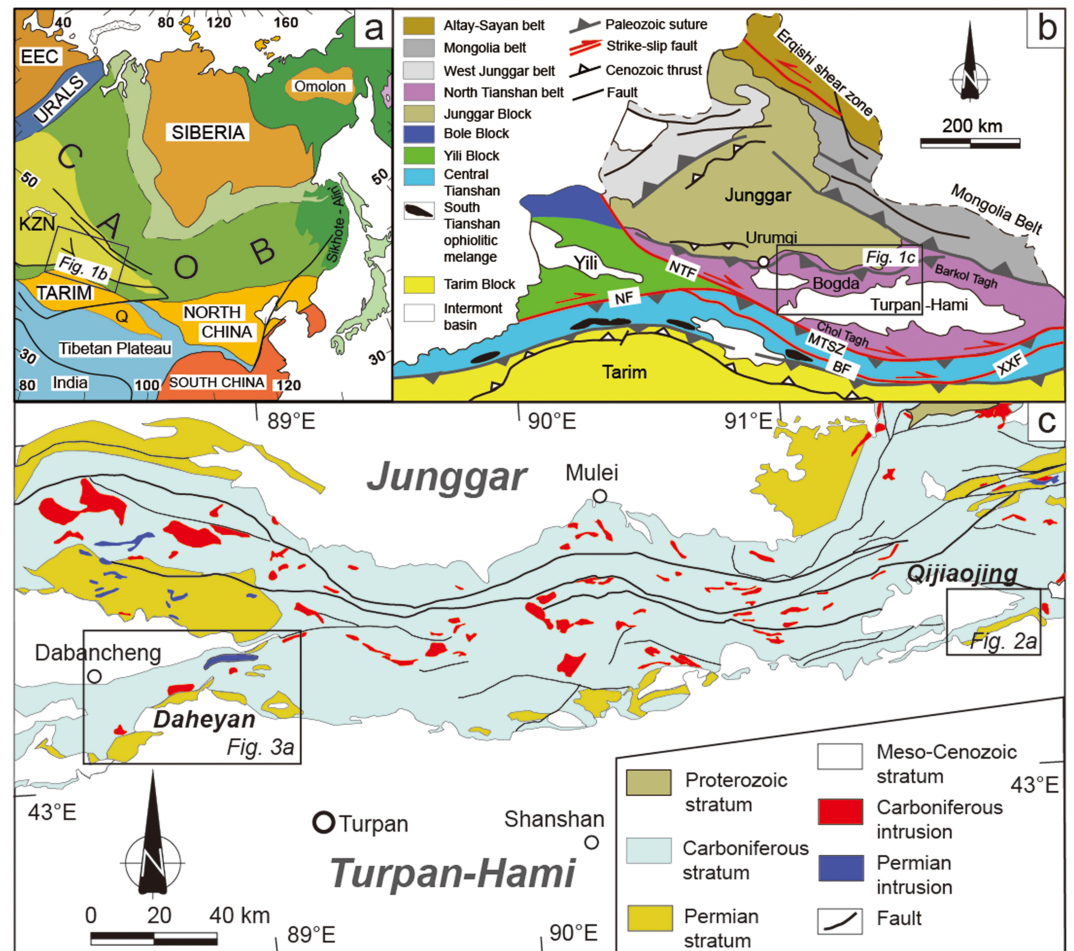 40
80
120
160
a
EEC
URALS
Omolon
SIBERIA
C
A
O
B
50
50
KZN
Fig. 1b
Sikhote - Alin
TARIM
Q
NORTH
CHINA
Tibetan Plateau
30
30
India
80
100
SOUTH CHINA
120
Altay-Sayan belt
Mongolia belt
West Junggar belt
North Tianshan belt
Junggar Block
Bole Block
Yili Block
Central
Tianshan
South
Tianshan
ophiolitic
melange
Tarim Block
Intermont
basin
Paleozoic suture
Strike-slip fault
Cenozoic thrust
Fault
b
Erqishi shear zone
N
200 km
Junggar
Mongolia Belt
Urumqi
Fig. 1c
Yili
NTF
Bogda
Barkol Tagh
Turpan-Hami
NF
Chol Tagh
MTSZ
BF
XXF
Tarim
c
89°E
90°E
91°E
Junggar
Mulei
Qijiaojing
Fig. 2a
Dabancheng
Daheyan
Fig. 3a
43°E
43°E
N
Turpan
Shanshan
Turpan-Hami
0 20 40 km
89°E
90°E
Proterozoic
stratum
Carboniferous
stratum
Permian
stratum
Meso-Cenozoic
stratum
Carboniferous
intrusion
Permian
intrusion
Fault